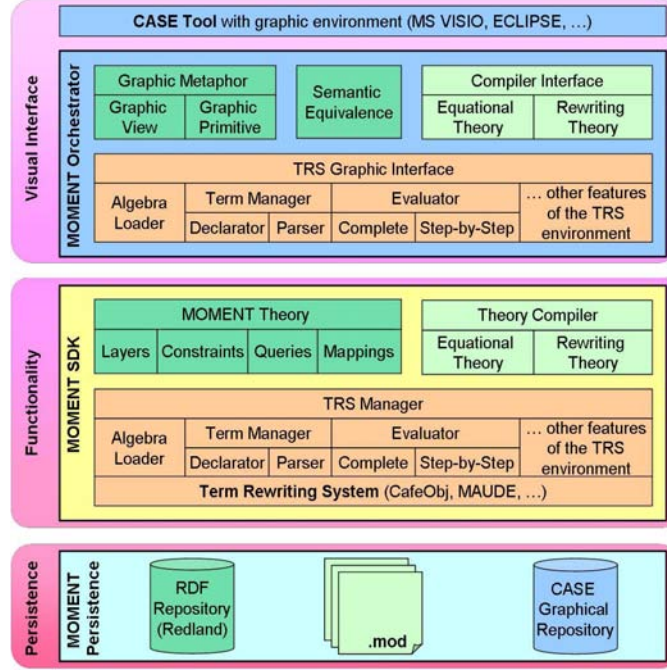 CASE Tool with graphic environment (MS VISIO, ECLIPSE, ...)
Visual Interface
MOMENT Orchestrator
Graphic Metaphor
Graphic
View
Graphic
Primitive
Semantic
Equivalence
Compiler Interface
Equational
Theory
Rewriting
Theory
TRS Graphic Interface
Algebra
Loader
Term Manager
Declarator
Parser
Evaluator
Complete
Step-by-Step
... other features
of the TRS
environment
Functionality
MOMENT SDK
MOMENT Theory
Layers
Constraints
Queries
Mappings
Theory Compiler
Equational
Theory
Rewriting
Theory
TRS Manager
Algebra
Loader
Term Manager
Declarator
Parser
Evaluator
Complete
Step-by-Step
... other features
of the TRS
environment
Term Rewriting System (CafeObj, MAUDE, ...)
Persistence
MOMENT
Persistence
RDF
Repository
(Redland)
.mod
CASE
Graphical
Repository